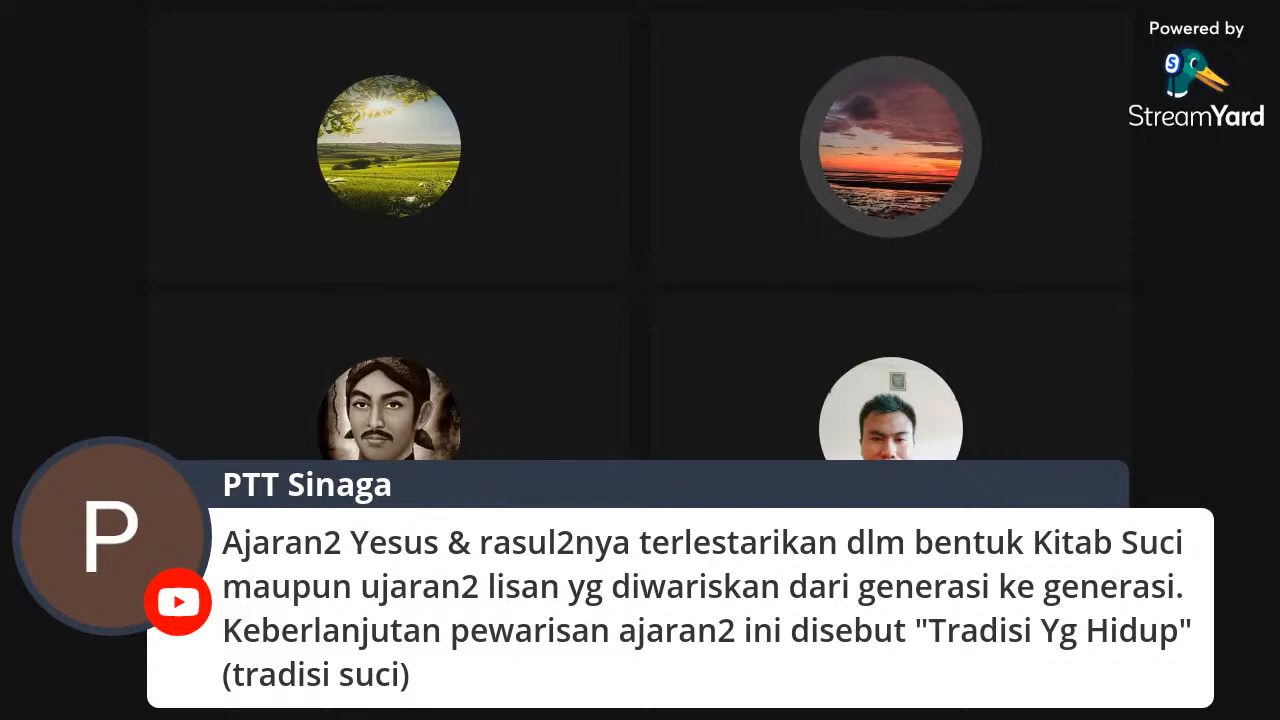 Powered by
S
StreamYard
PTT Sinaga
P
Ajaran2 Yesus & rasul2nya terlestarikan dlm bentuk Kitab Suci
maupun ujaran2 lisan yg diwariskan dari generasi ke generasi.
Keberlanjutan pewarisan ajaran2 ini disebut "Tradisi Yg Hidup"
(tradisi suci)